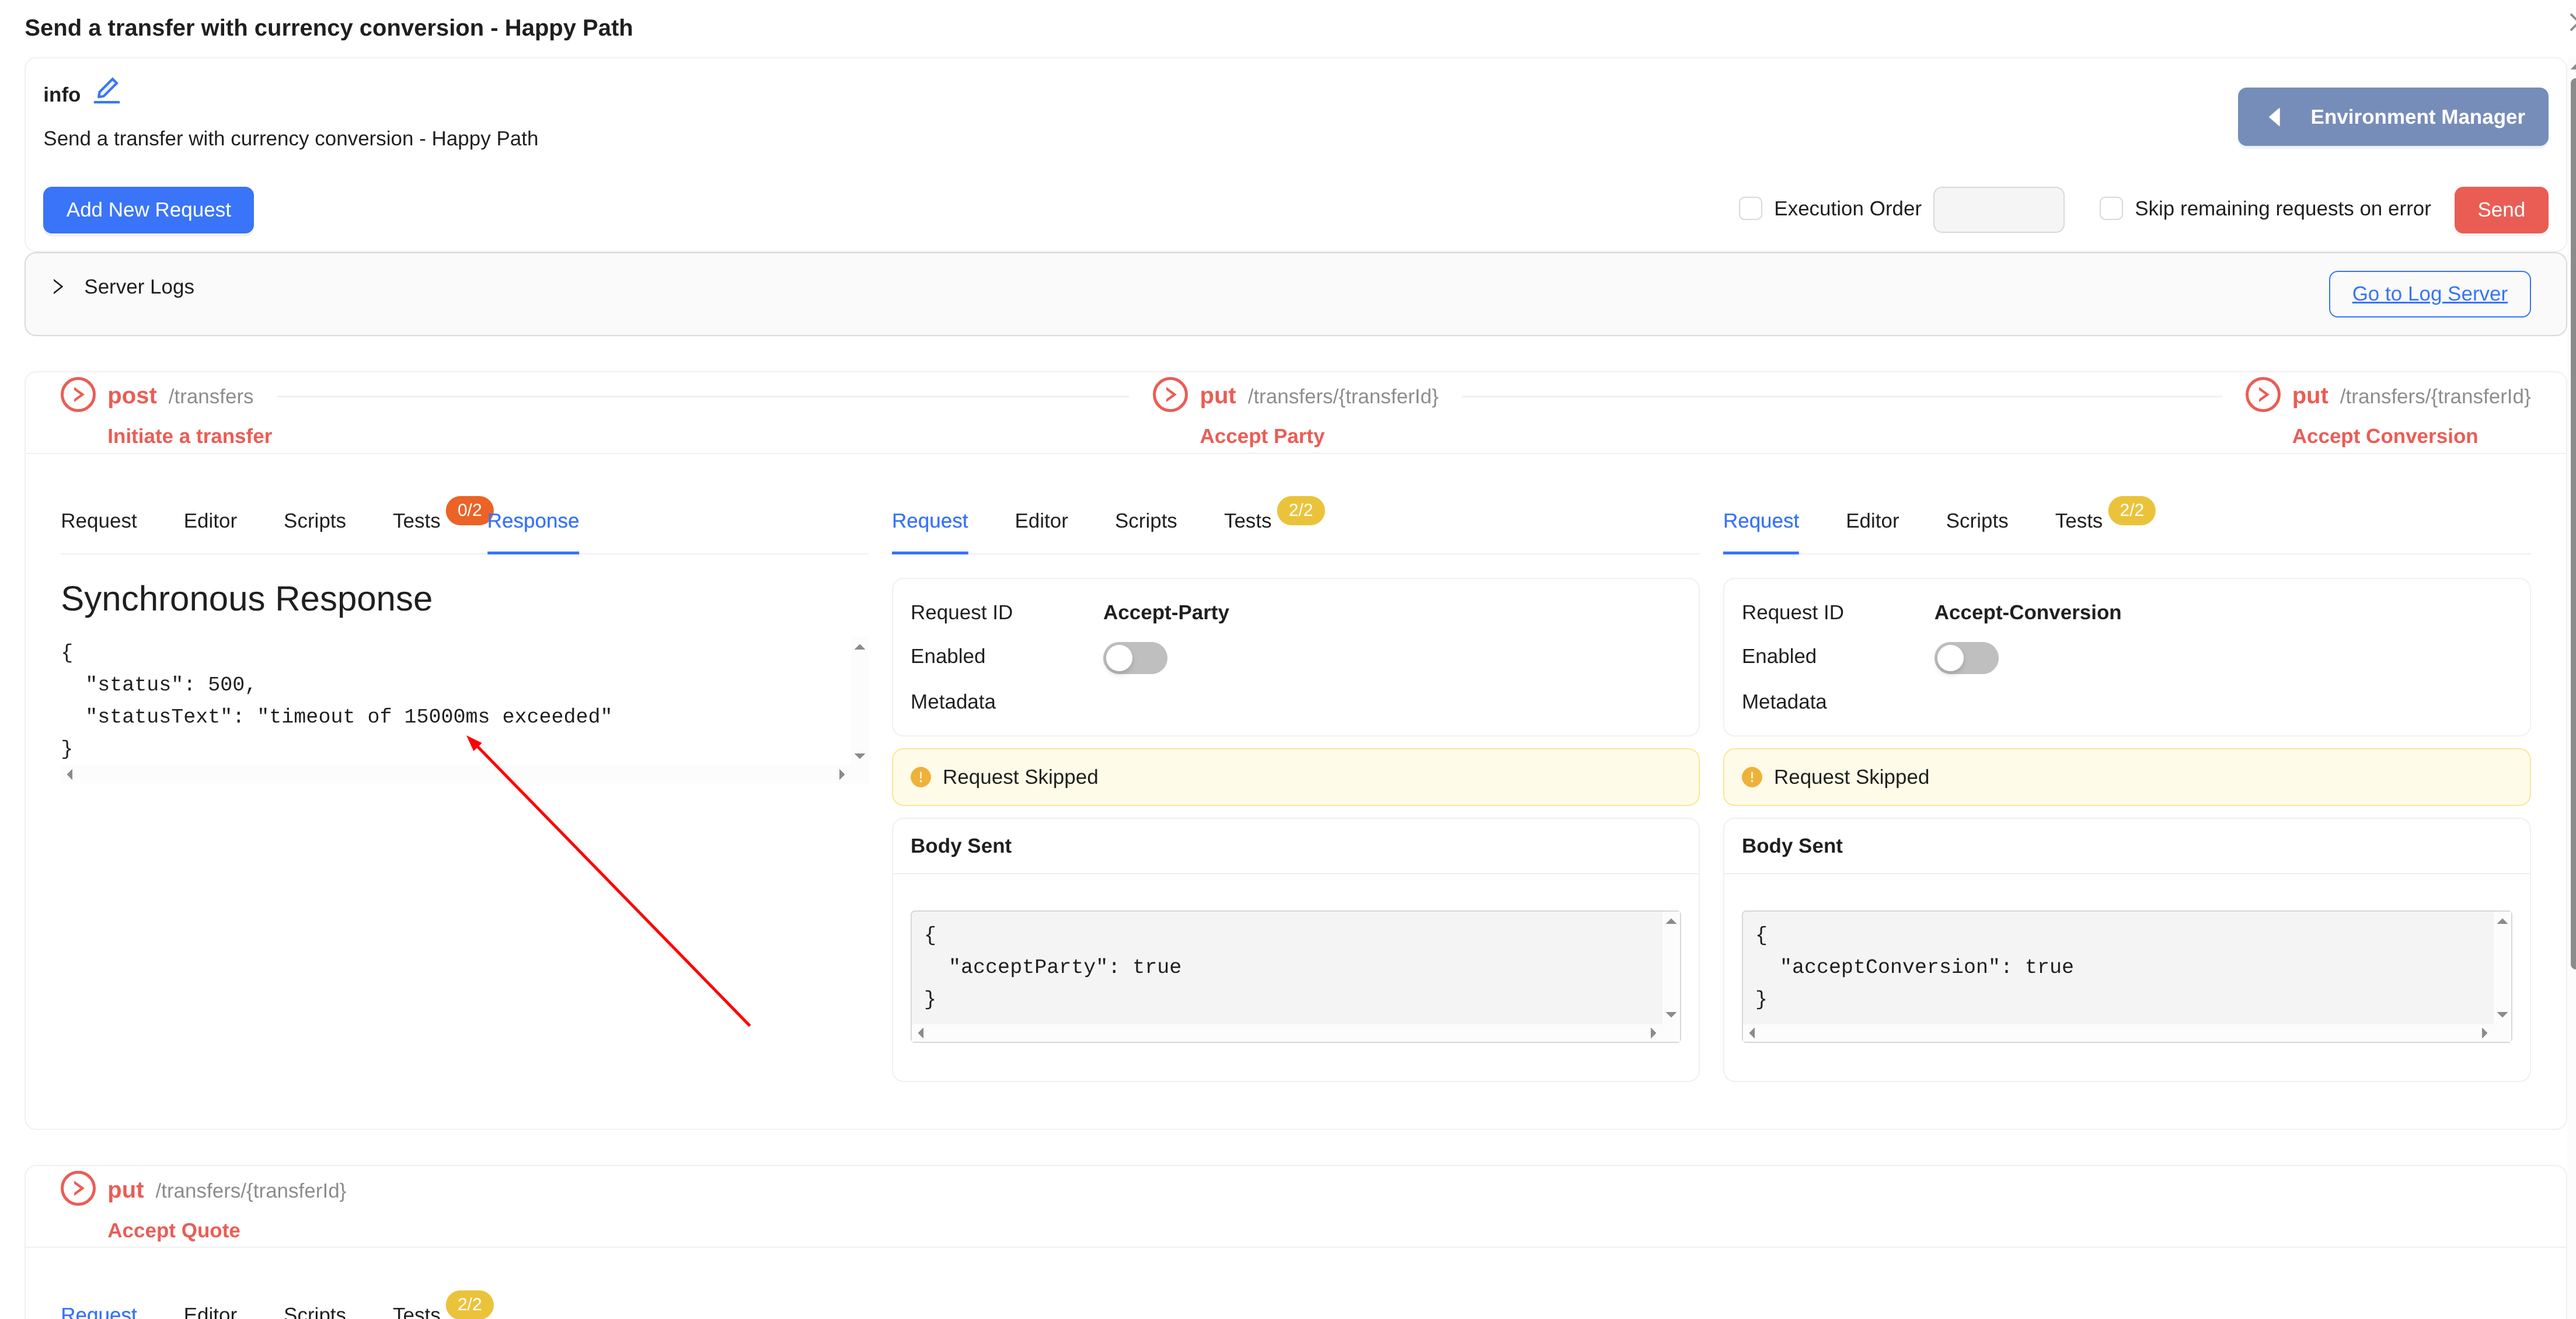 Send a transfer with currency conversion - Happy Path
info
Environment Manager
Send a transfer with currency conversion - Happy Path
Add New Request
Execution Order
Skip remaining requests on error
Send
Server Logs
Go to Log Server
post /transfers
Initiate a transfer
put /transfers/{transferId}
Accept Party
put /transfers/{transferId}
Accept Conversion
Request Editor Scripts Tests 0/2 Response
Synchronous Response
{
"status": 500,
"statusText": "timeout of 15000ms exceeded"
}
Request Editor Scripts Tests 2/2
Request ID Accept-Party
Enabled
Metadata
Request Skipped
Body Sent
{
"acceptParty": true
}
Request Editor Scripts Tests 2/2
Request ID Accept-Conversion
Enabled
Metadata
Request Skipped
Body Sent
{
"acceptConversion": true
}
put /transfers/{transferId}
Accept Quote
Request Editor Scripts Tests 2/2